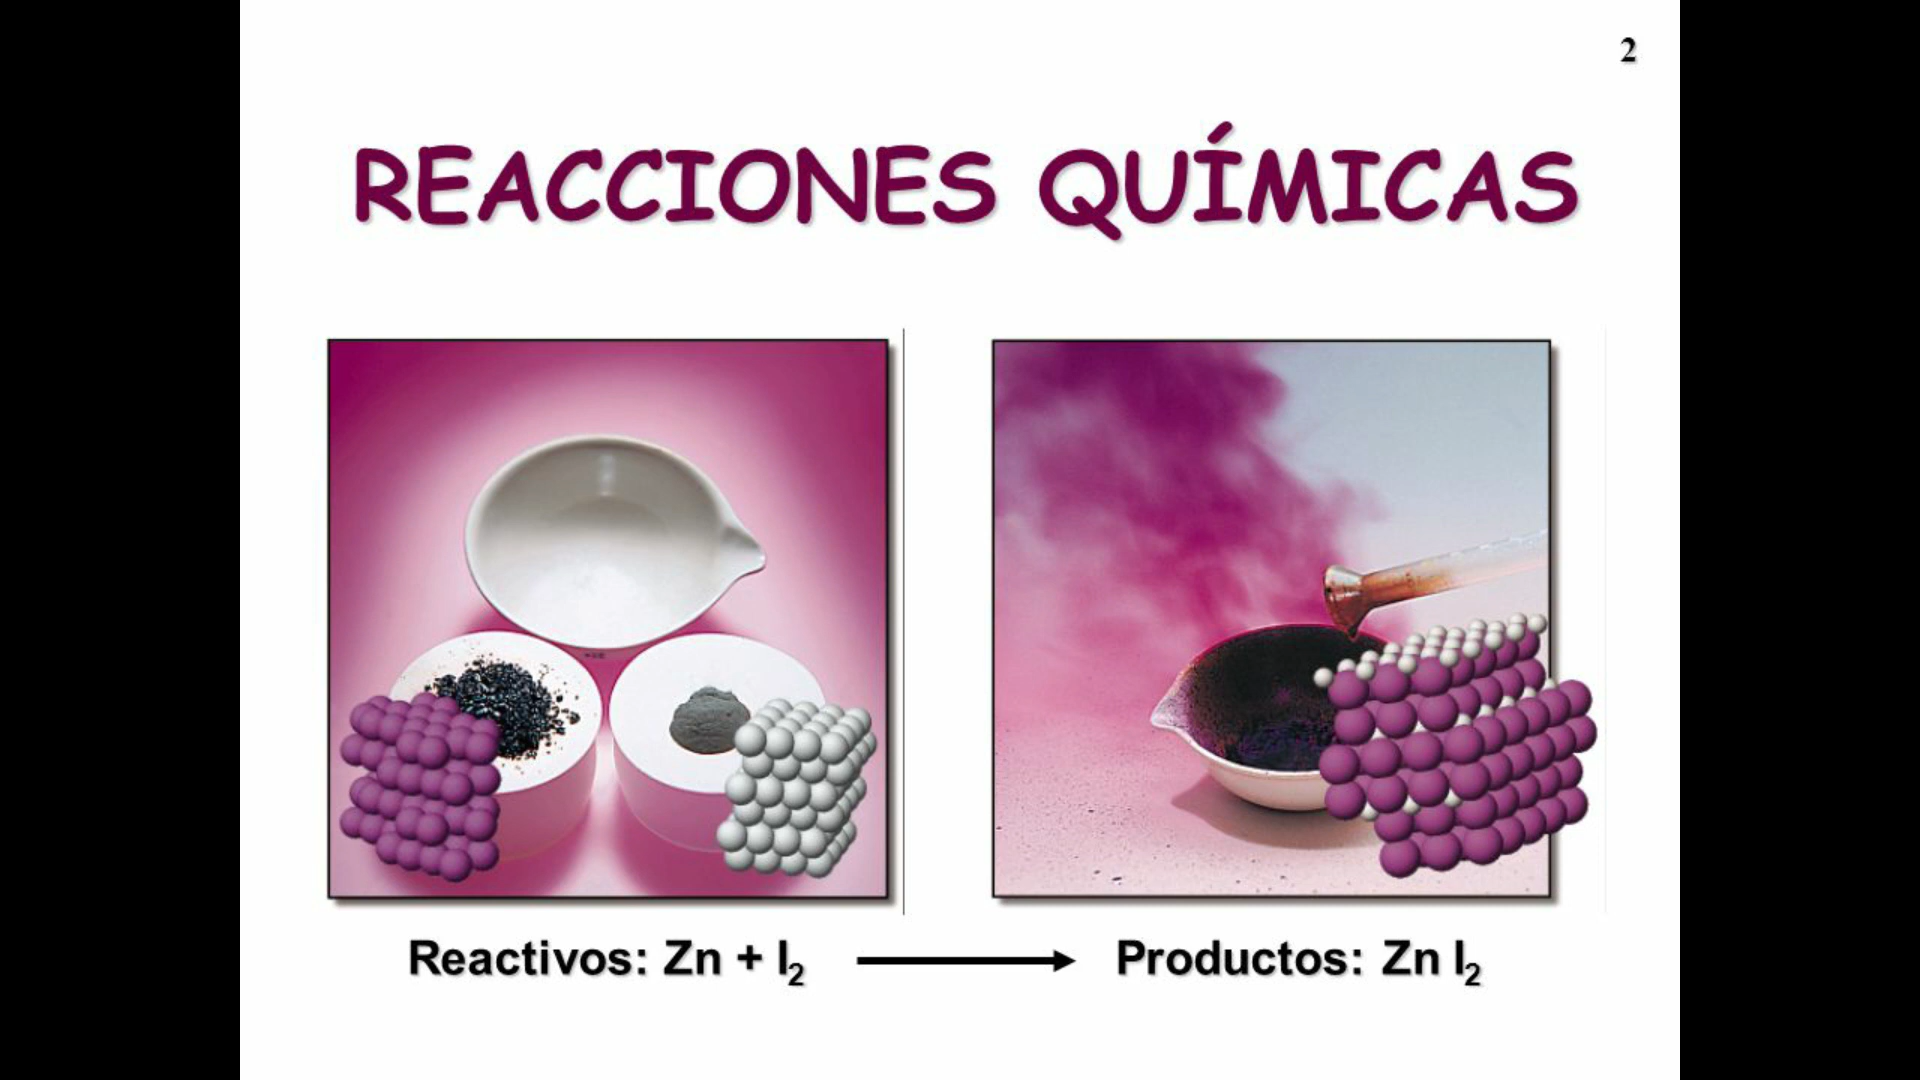 2
REACCIONES QUÍMICAS
Reactivos: Zn + I₂ → Productos: Zn I₂